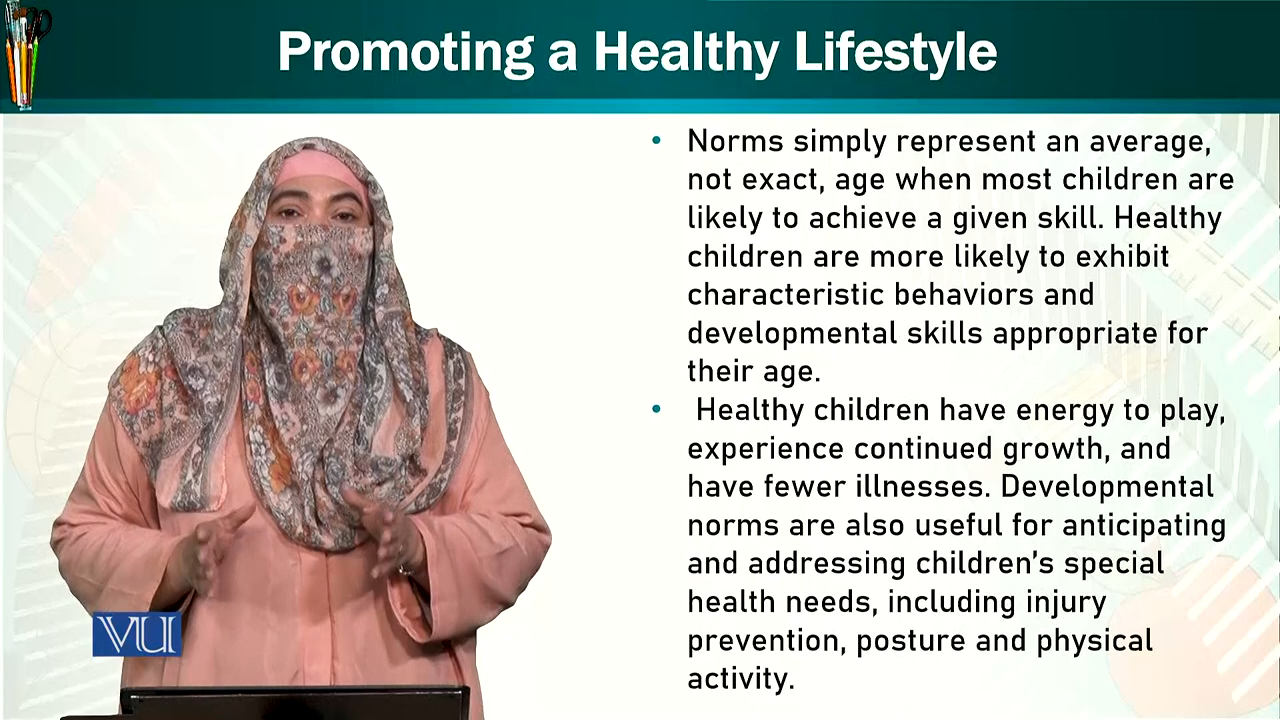 Promoting a Healthy Lifestyle
• Norms simply represent an average,
not exact, age when most children are
likely to achieve a given skill. Healthy
children are more likely to exhibit
characteristic behaviors and
developmental skills appropriate for
their age.
• Healthy children have energy to play,
experience continued growth, and
have fewer illnesses. Developmental
norms are also useful for anticipating
and addressing children’s special
health needs, including injury
prevention, posture and physical
activity.
VU